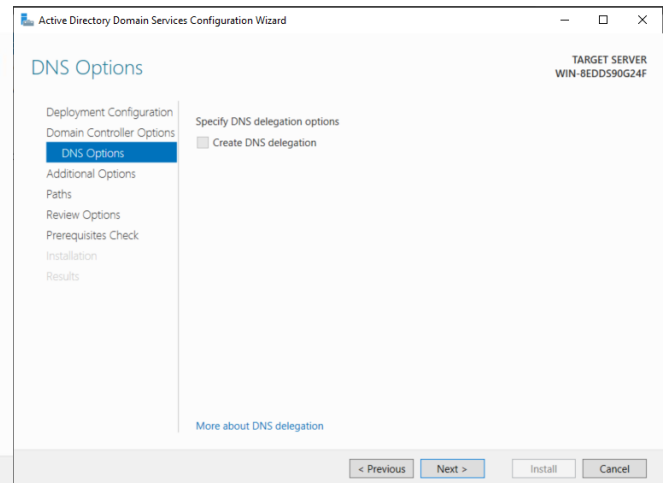 Active Directory Domain Services Configuration Wizard
DNS Options
TARGET SERVER
WIN-8EDDS90G24F
Deployment Configuration
Domain Controller Options
DNS Options
Additional Options
Paths
Review Options
Prerequisites Check
Installation
Results
Specify DNS delegation options
Create DNS delegation
More about DNS delegation
< Previous
Next >
Install
Cancel